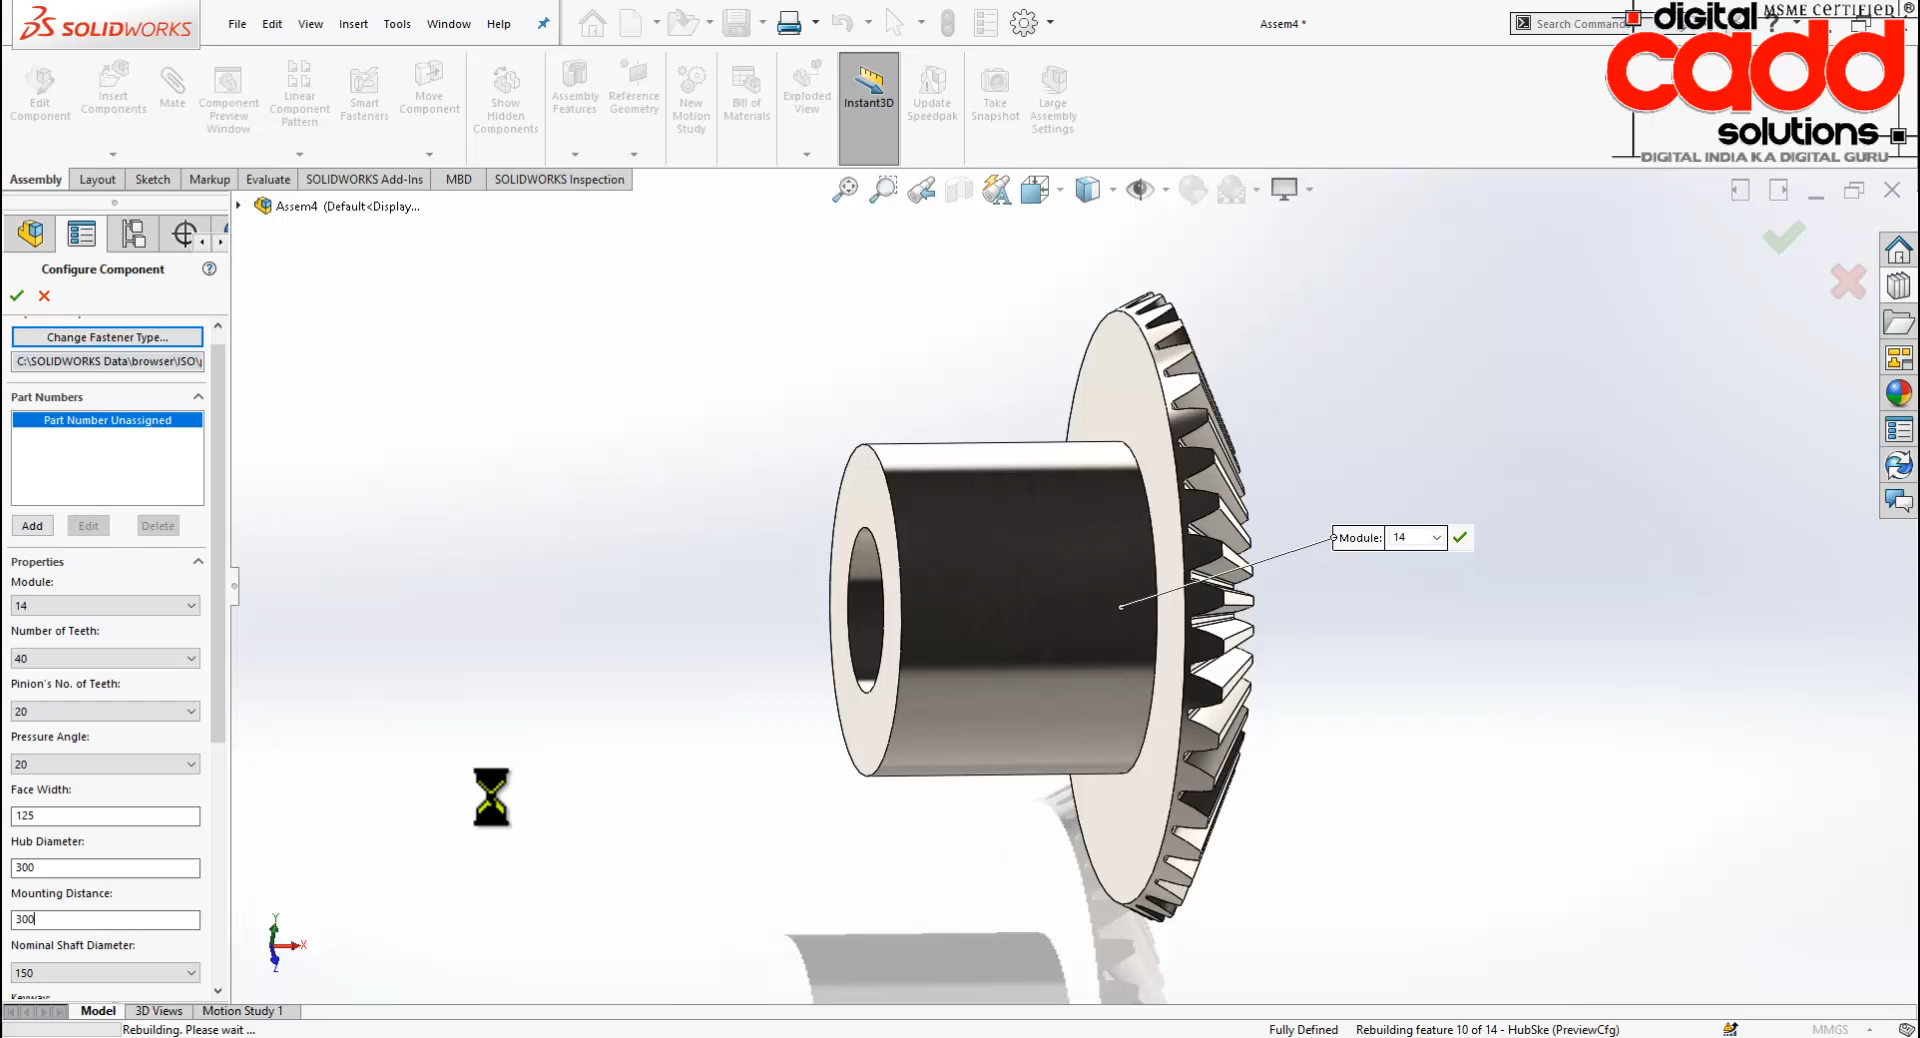 SOLIDWORKS
File Edit View Insert Tools Window Help
Assem4 *
Search Command
?
digital
MSME CERTIFIED ®
cadd
solutions
DIGITAL INDIA KA DIGITAL GURU
Edit Component
Insert Components
Mate
Component Preview Window
Linear Component Pattern
Smart Fasteners
Move Component
Show Hidden Components
Assembly Features
Reference Geometry
New Motion Study
Bill of Materials
Exploded View
Instant3D
Update Speedpak
Take Snapshot
Large Assembly Settings
Assembly Layout Sketch Markup Evaluate SOLIDWORKS Add-Ins MBD SOLIDWORKS Inspection
Assem4 (Default<Display...
Configure Component
Change Fastener Type...
C:\SOLIDWORKS Data\browser\ISO\
Part Numbers
Part Number Unassigned
Add Edit Delete
Properties
Module:
14
Number of Teeth:
40
Pinion's No. of Teeth:
20
Pressure Angle:
20
Face Width:
125
Hub Diameter:
300
Mounting Distance:
300
Nominal Shaft Diameter:
150
Keyway:
Module: 14
Y
X
Z
Model 3D Views Motion Study 1
Rebuilding. Please wait ...
Fully Defined
Rebuilding feature 10 of 14 - HubSke (PreviewCfg)
MMGS